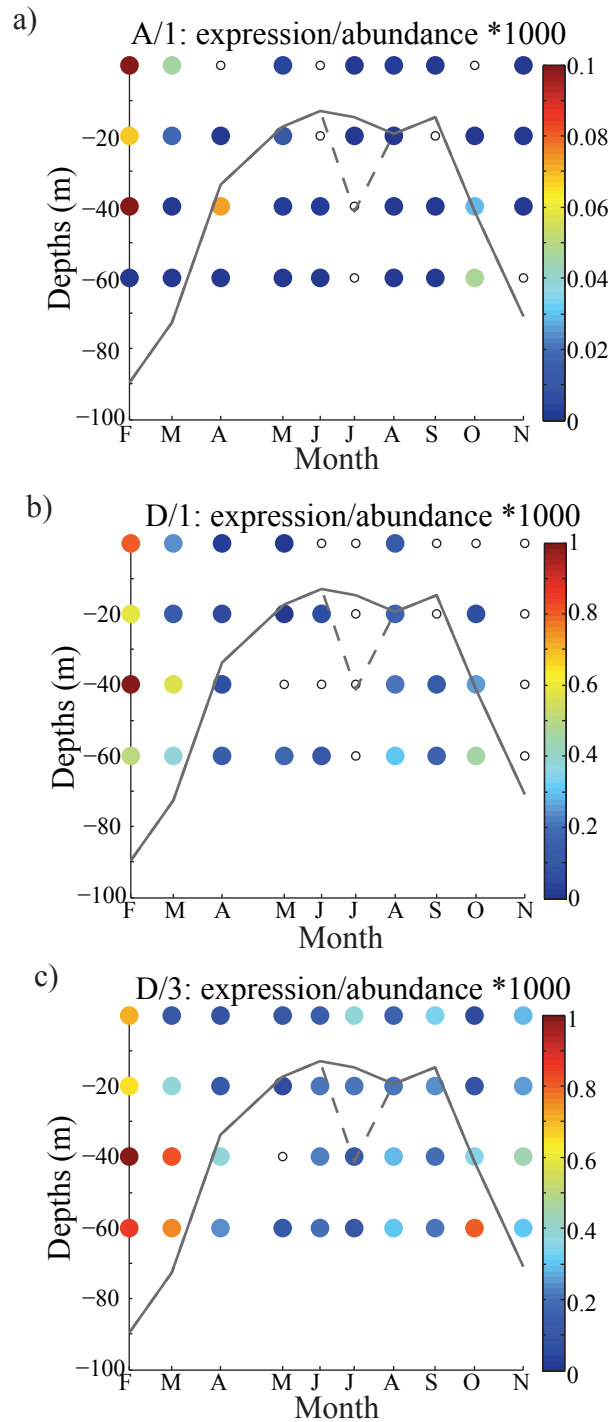 a)
A/1: expression/abundance *1000
0.1
0.08
0.06
0.04
0.02
0
Depths (m)
−20
−40
−60
−80
−100
F M A M J J A S O N
Month
b)
D/1: expression/abundance *1000
1
0.8
0.6
0.4
0.2
0
Depths (m)
−20
−40
−60
−80
−100
F M A M J J A S O N
Month
c)
D/3: expression/abundance *1000
1
0.8
0.6
0.4
0.2
0
Depths (m)
−20
−40
−60
−80
−100
F M A M J J A S O N
Month